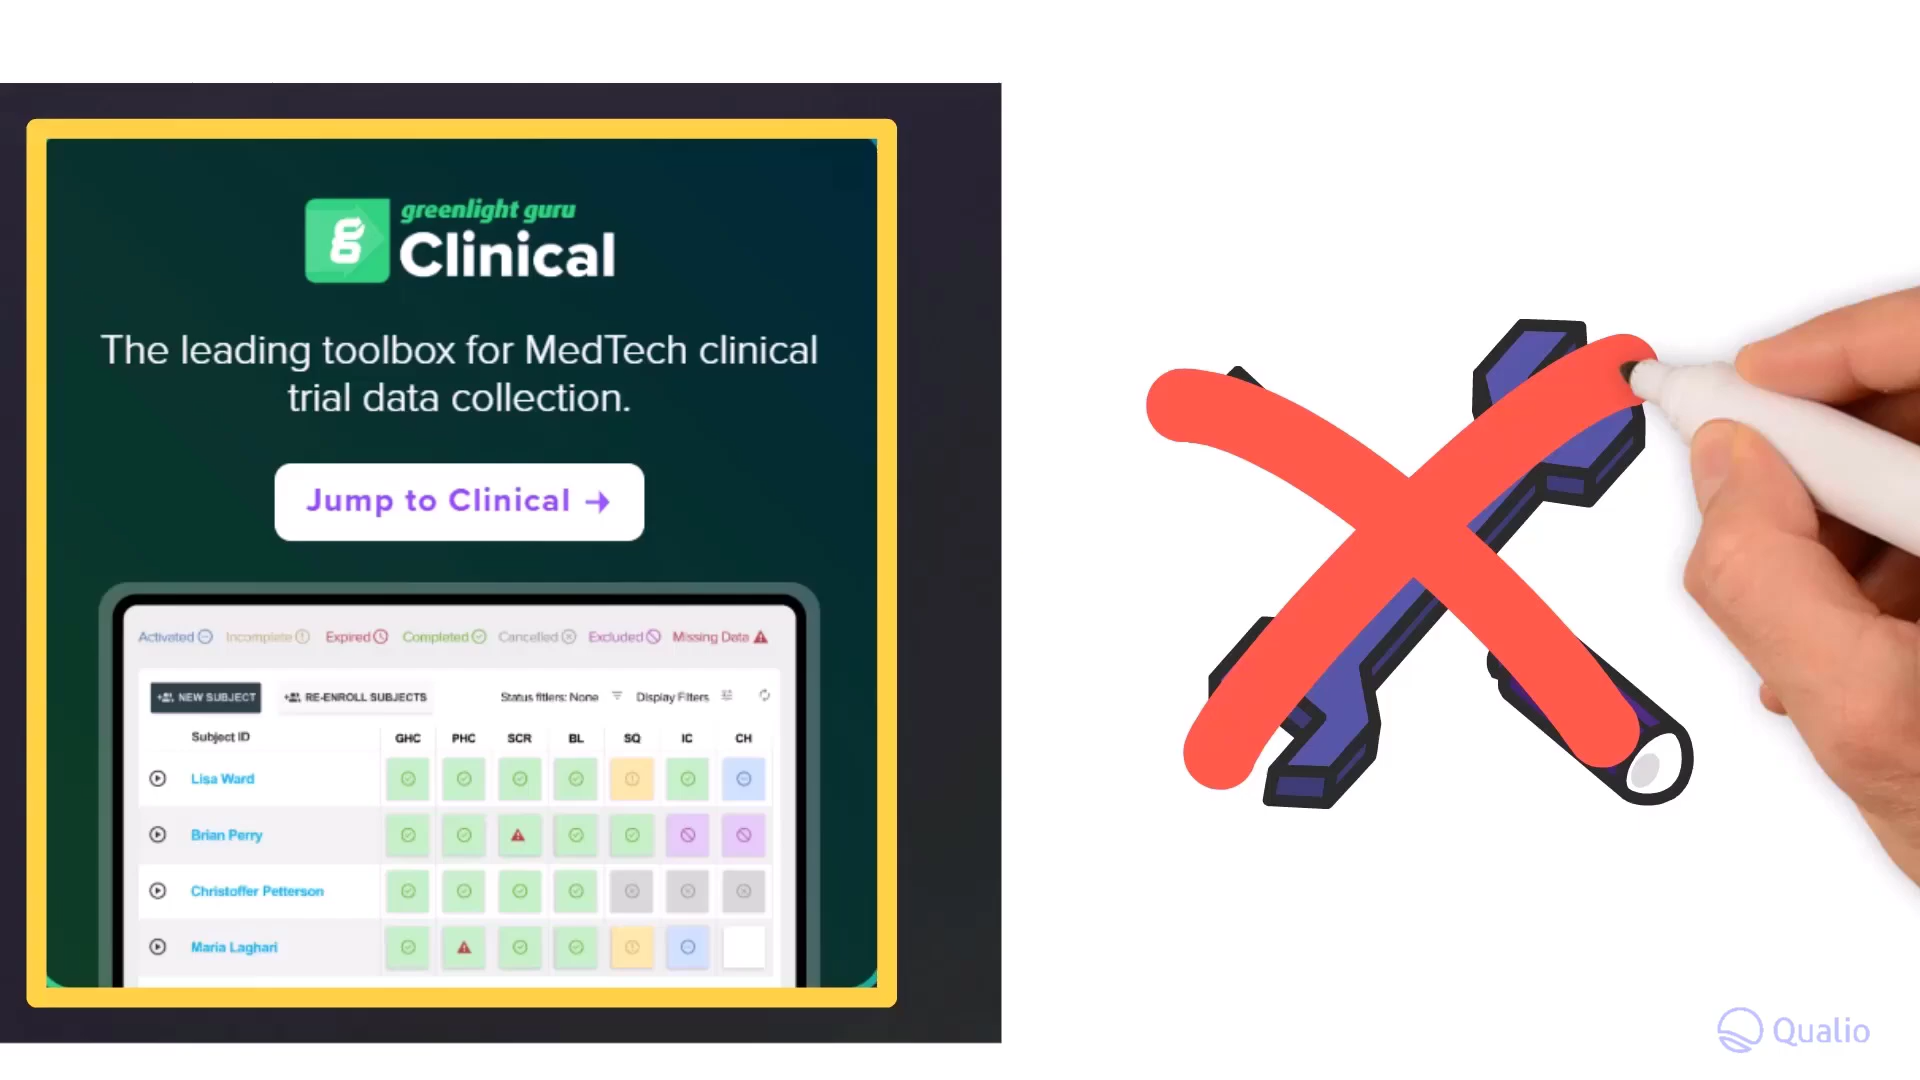 greenlight guru
Clinical
The leading toolbox for MedTech clinical
trial data collection.
Jump to Clinical →
Activated Incomplete Expired Completed Cancelled Excluded Missing Data
NEW SUBJECT RE-ENROLL SUBJECTS Status fitlers: None Display Filters
Subject ID GHC PHC SCR BL SQ IC CH
Lisa Ward
Brian Perry
Christoffer Petterson
Maria Laghari
Qualio